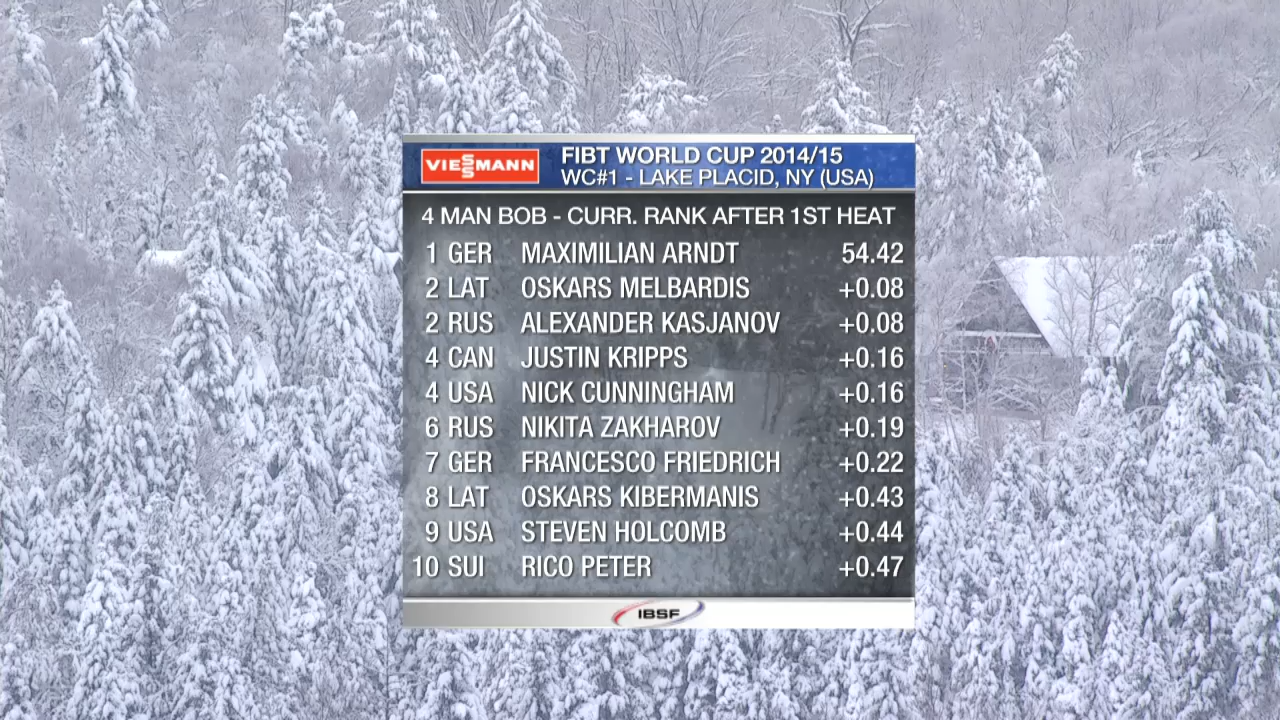 VIESSMANN
FIBT WORLD CUP 2014/15
WC#1 - LAKE PLACID, NY (USA)
4 MAN BOB - CURR. RANK AFTER 1ST HEAT
1 GER MAXIMILIAN ARNDT 54.42
2 LAT OSKARS MELBARDIS +0.08
2 RUS ALEXANDER KASJANOV +0.08
4 CAN JUSTIN KRIPPS +0.16
4 USA NICK CUNNINGHAM +0.16
6 RUS NIKITA ZAKHAROV +0.19
7 GER FRANCESCO FRIEDRICH +0.22
8 LAT OSKARS KIBERMANIS +0.43
9 USA STEVEN HOLCOMB +0.44
10 SUI RICO PETER +0.47
IBSF